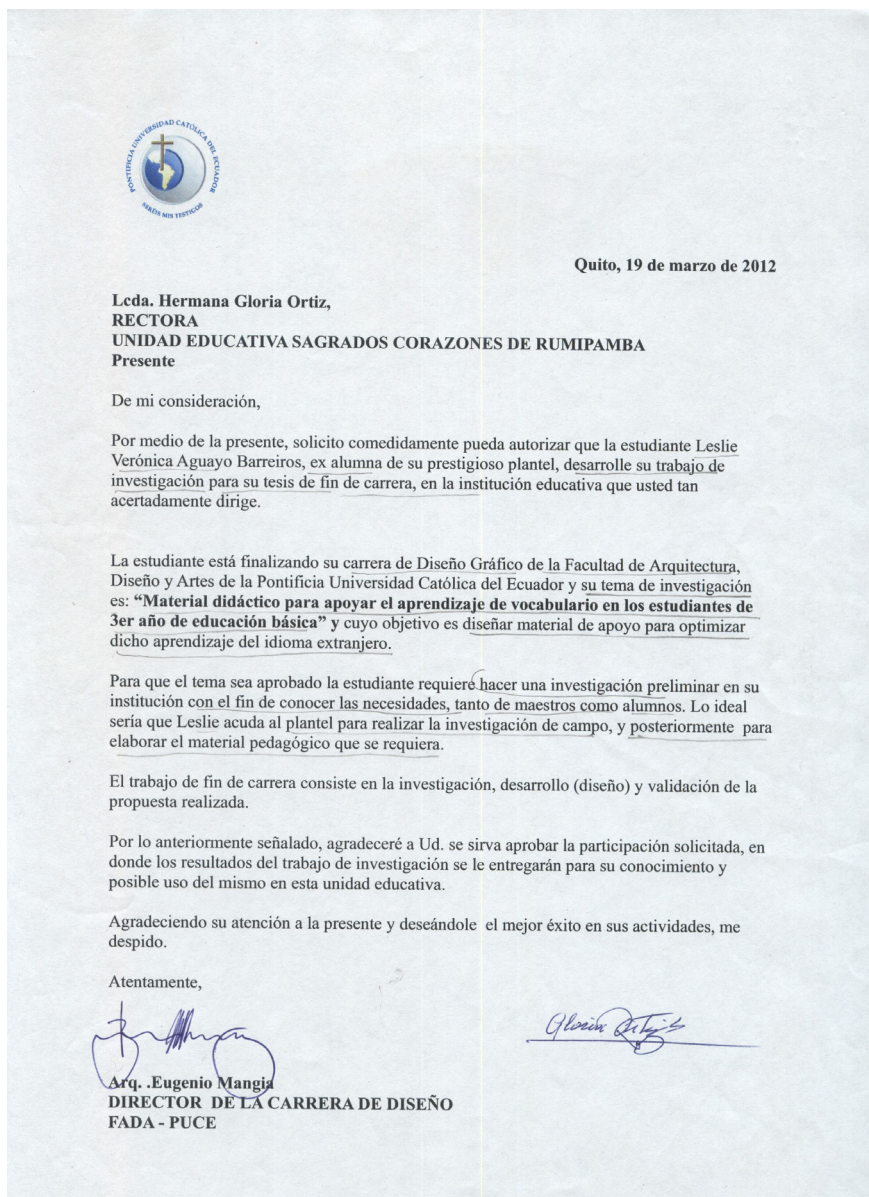 PONTIFICIA UNIVERSIDAD CATÓLICA DEL ECUADOR
SERÉIS MIS TESTIGOS
Quito, 19 de marzo de 2012
Lcda. Hermana Gloria Ortiz,
RECTORA
UNIDAD EDUCATIVA SAGRADOS CORAZONES DE RUMIPAMBA
Presente
De mi consideración,
Por medio de la presente, solicito comedidamente pueda autorizar que la estudiante Leslie
Verónica Aguayo Barreiros, ex alumna de su prestigioso plantel, desarrolle su trabajo de
investigación para su tesis de fin de carrera, en la institución educativa que usted tan
acertadamente dirige.
La estudiante está finalizando su carrera de Diseño Gráfico de la Facultad de Arquitectura,
Diseño y Artes de la Pontificia Universidad Católica del Ecuador y su tema de investigación
es: “Material didáctico para apoyar el aprendizaje de vocabulario en los estudiantes de
3er año de educación básica” y cuyo objetivo es diseñar material de apoyo para optimizar
dicho aprendizaje del idioma extranjero.
Para que el tema sea aprobado la estudiante requiere hacer una investigación preliminar en su
institución con el fin de conocer las necesidades, tanto de maestros como alumnos. Lo ideal
sería que Leslie acuda al plantel para realizar la investigación de campo, y posteriormente para
elaborar el material pedagógico que se requiera.
El trabajo de fin de carrera consiste en la investigación, desarrollo (diseño) y validación de la
propuesta realizada.
Por lo anteriormente señalado, agradeceré a Ud. se sirva aprobar la participación solicitada, en
donde los resultados del trabajo de investigación se le entregarán para su conocimiento y
posible uso del mismo en esta unidad educativa.
Agradeciendo su atención a la presente y deseándole el mejor éxito en sus actividades, me
despido.
Atentamente,
Gloria Ortiz
Arq. .Eugenio Mangia
DIRECTOR DE LA CARRERA DE DISEÑO
FADA - PUCE